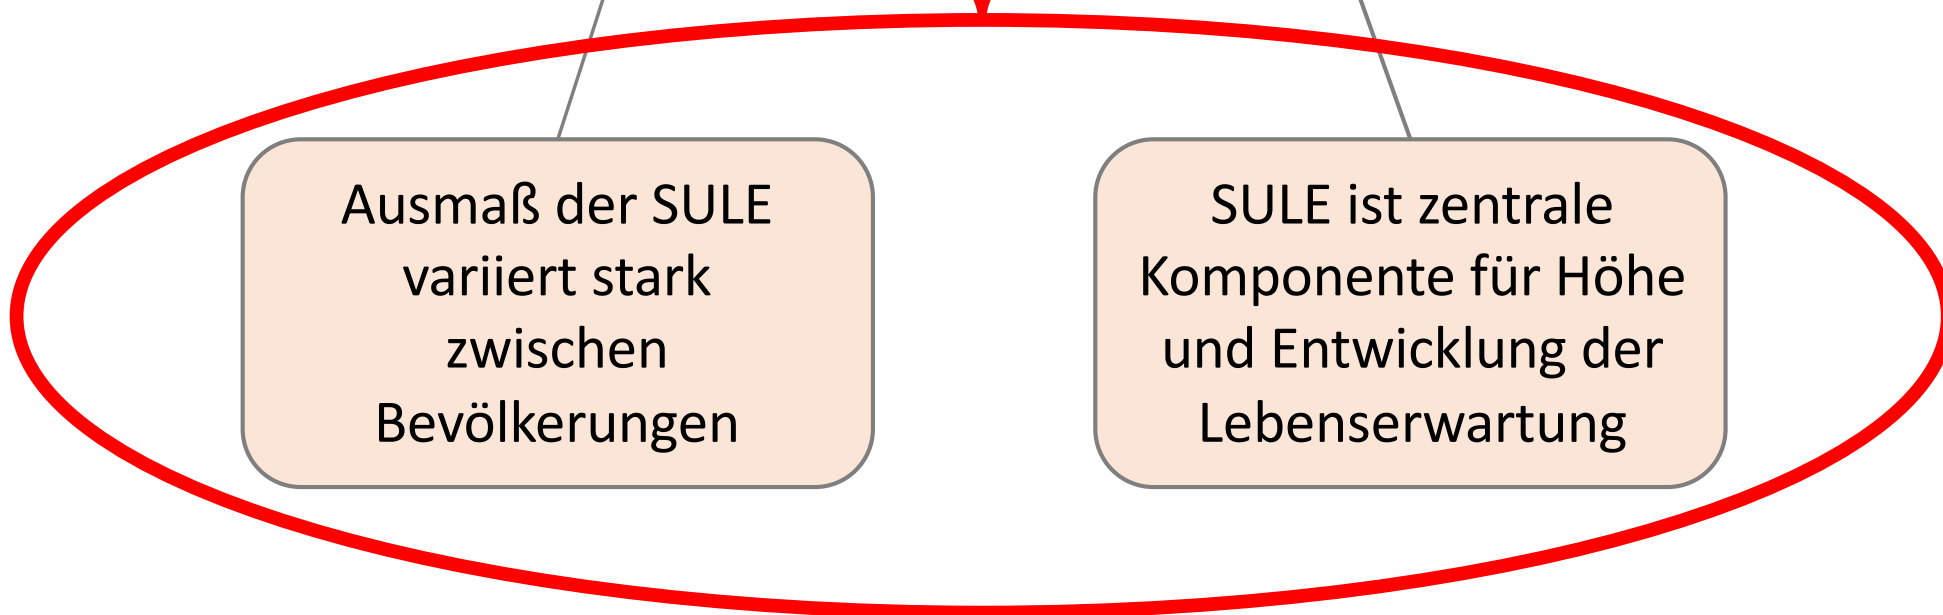 Ausmaß der SULE
variiert stark
zwischen
Bevölkerungen
SULE ist zentrale
Komponente für Höhe
und Entwicklung der
Lebenserwartung